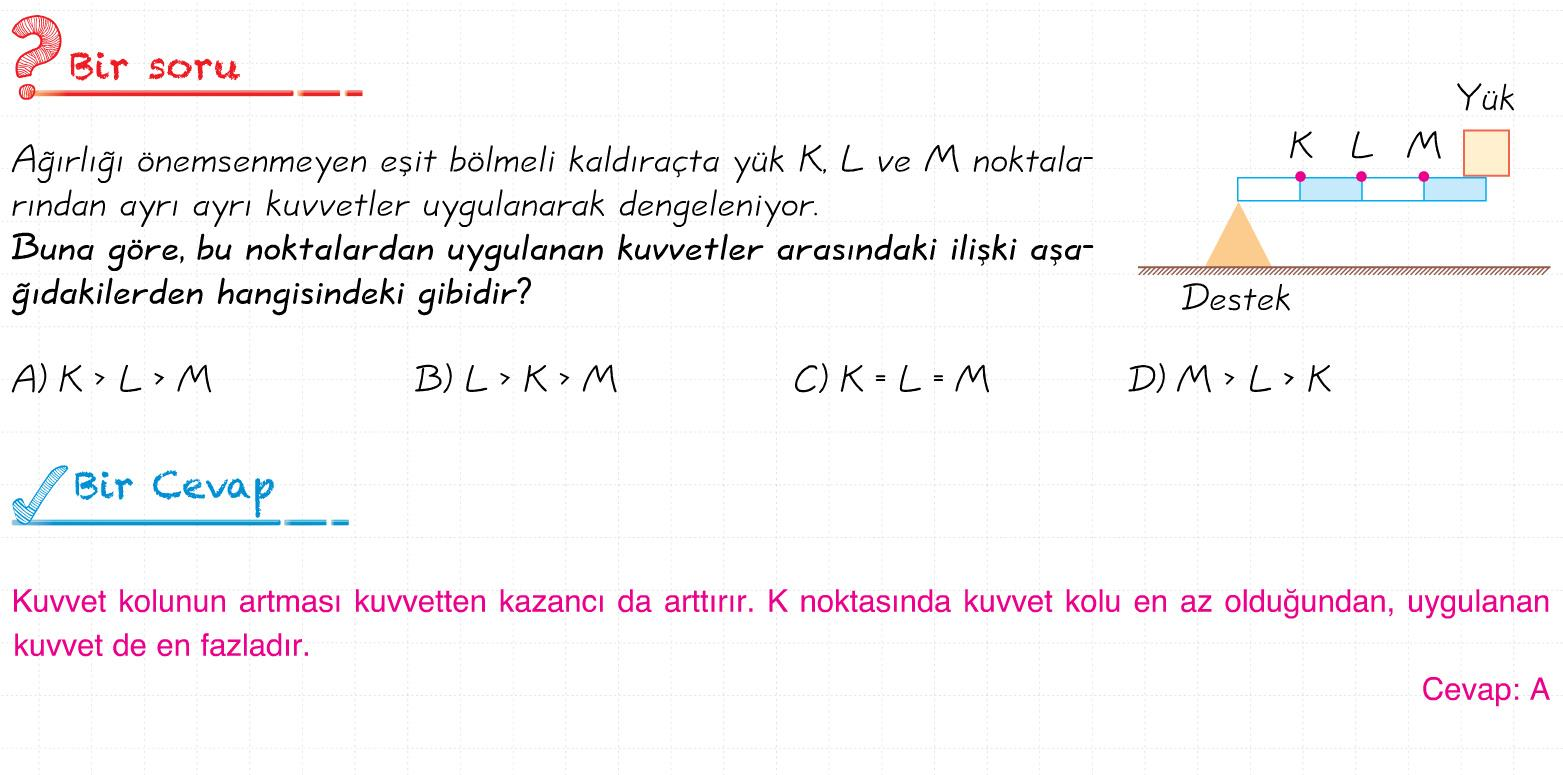 Bir soru
Yük
K L M
Ağırlığı önemsenmeyen eşit bölmeli kaldıraçta yük K, L ve M noktala-
rından ayrı ayrı kuvvetler uygulanarak dengeleniyor.
Buna göre, bu noktalardan uygulanan kuvvetler arasındaki ilişki aşa-
ğıdakilerden hangisindeki gibidir?
Destek
A) K > L > M B) L > K > M C) K = L = M D) M > L > K
Bir Cevap
Kuvvet kolunun artması kuvvetten kazancı da arttırır. K noktasında kuvvet kolu en az olduğundan, uygulanan
kuvvet de en fazladır.
Cevap: A